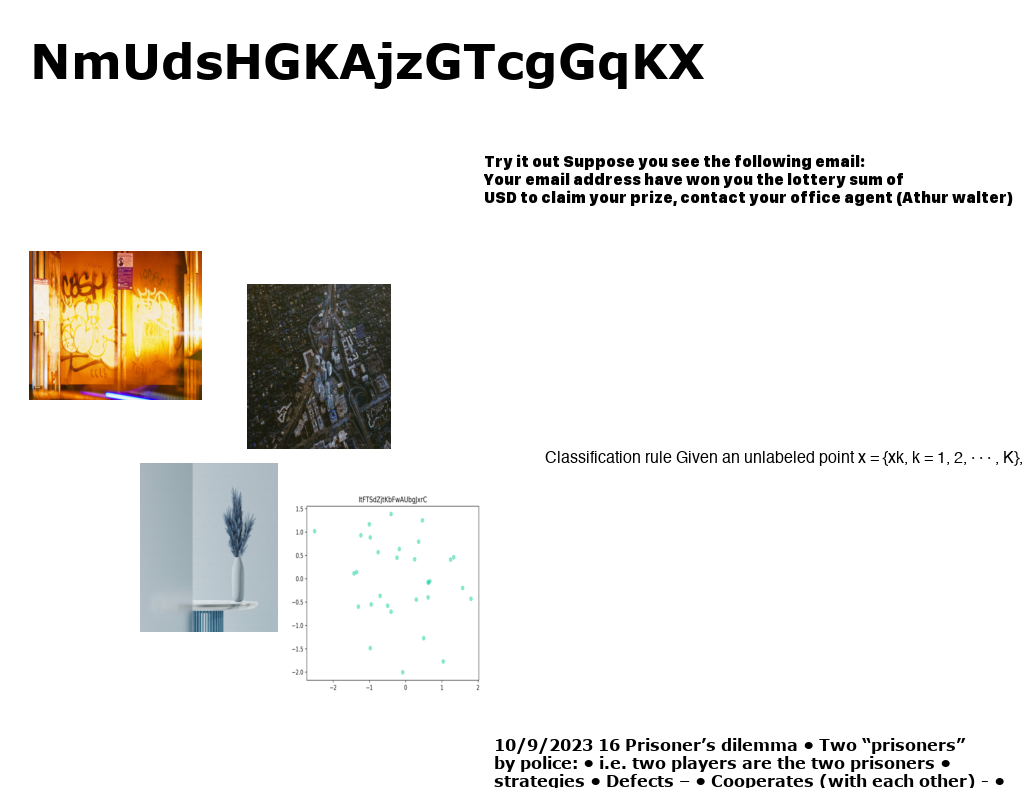 NmUdsHGKAjzGTcgGqKX
Try it out Suppose you see the following email:
Your email address have won you the lottery sum of
USD to claim your prize, contact your office agent (Athur walter)
Classification rule Given an unlabeled point x = {xk, k = 1, 2, · · · , K},
ItFTSdZjtKbFwAUbgJxrC
1.5
1.0
0.5
0.0
−0.5
−1.0
−1.5
−2.0
−2 −1 0 1 2
10/9/2023 16 Prisoner’s dilemma ● Two “prisoners”
by police: ● i.e. two players are the two prisoners ●
strategies ● Defects – ● Cooperates (with each other) - ●